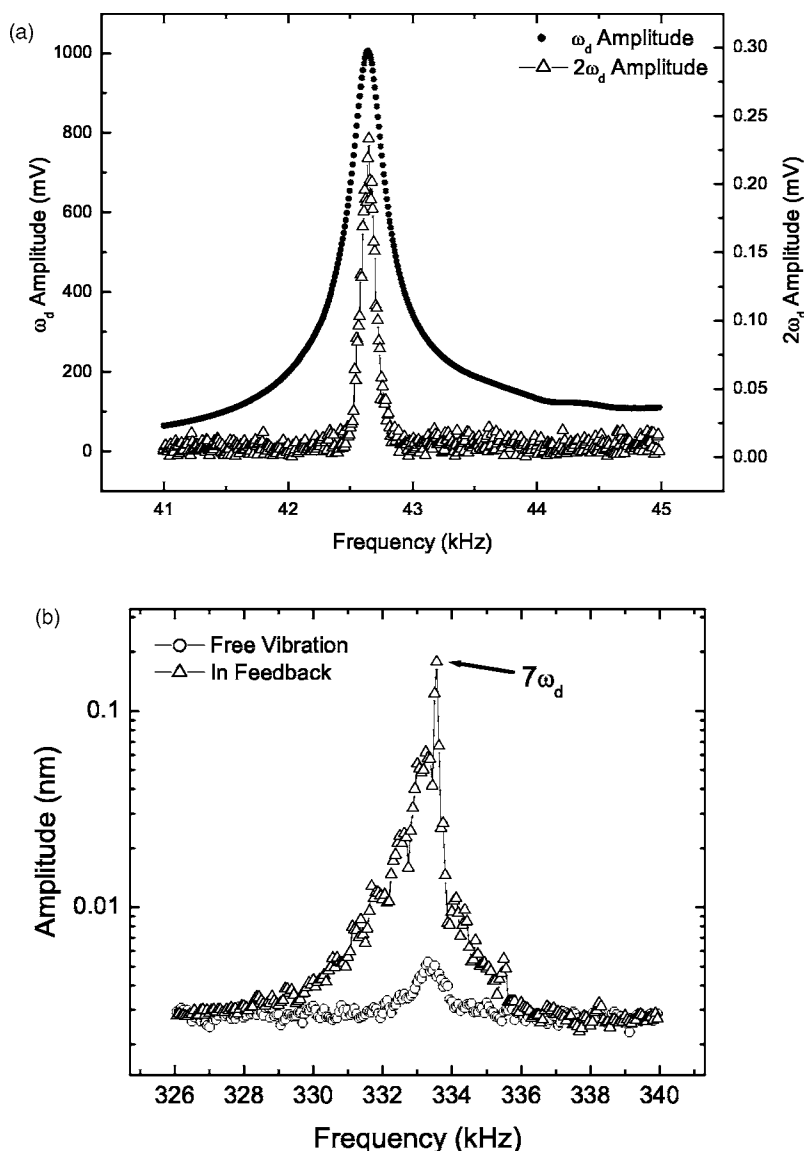 (a)
ω_d Amplitude
2ω_d Amplitude
1000
800
600
400
200
0
ω_d Amplitude (mV)
0.30
0.25
0.20
0.15
0.10
0.05
0.00
2ω_d Amplitude (mV)
41 42 43 44 45
Frequency (kHz)
(b)
Free Vibration
In Feedback
7ω_d
0.1
0.01
Amplitude (nm)
326 328 330 332 334 336 338 340
Frequency (kHz)